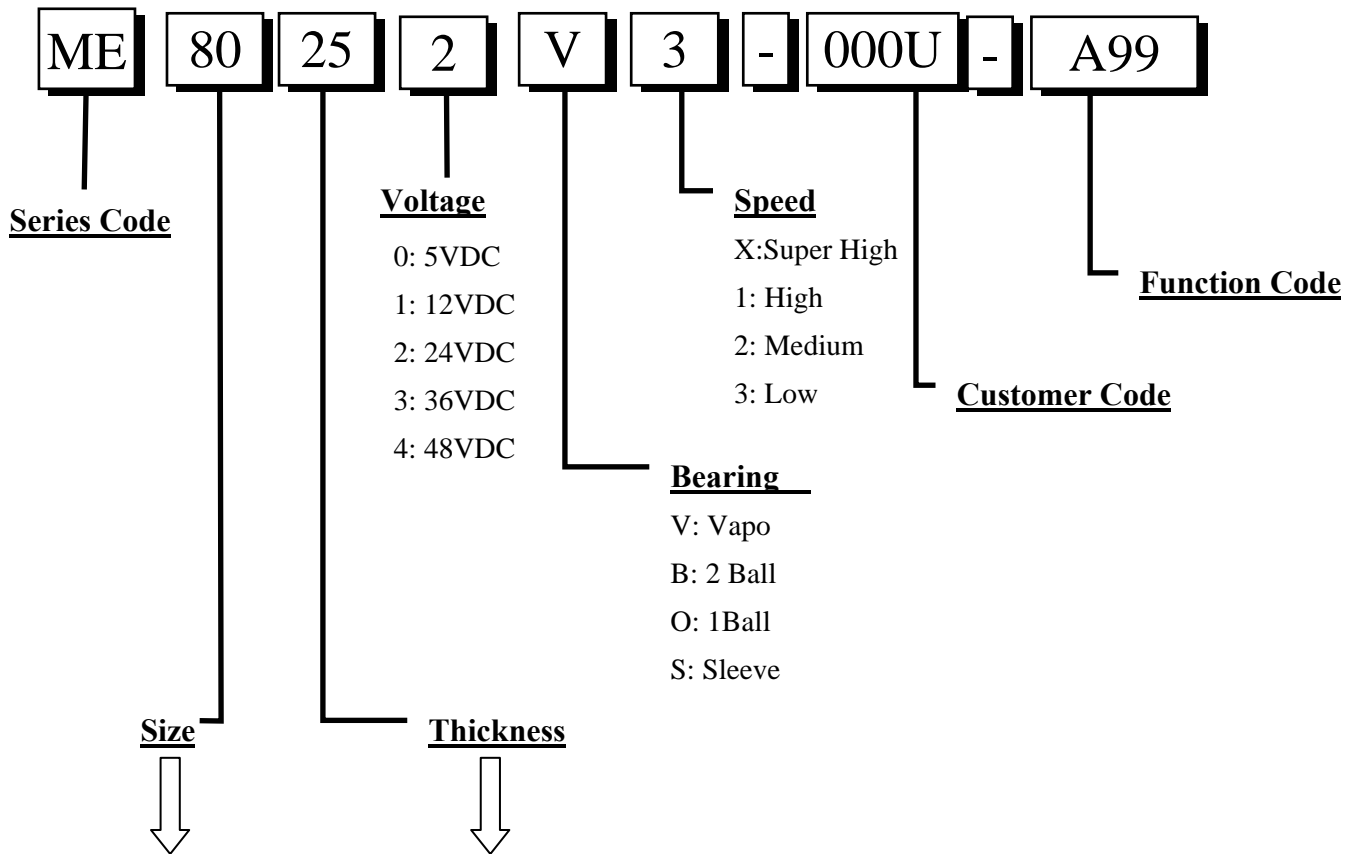 ME 80 25 2 V 3 - 000U - A99
Series Code
Voltage
0: 5VDC
1: 12VDC
2: 24VDC
3: 36VDC
4: 48VDC
Speed
X:Super High
1: High
2: Medium
3: Low
Function Code
Customer Code
Bearing
V: Vapo
B: 2 Ball
O: 1Ball
S: Sleeve
Size
Thickness